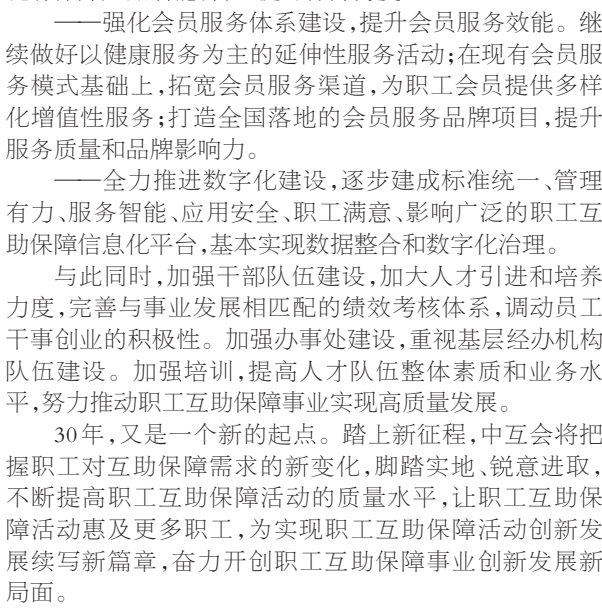 ——强化会员服务体系建设,提升会员服务效能。继
续做好以健康服务为主的延伸性服务活动;在现有会员服
务模式基础上,拓宽会员服务渠道,为职工会员提供多样
化增值性服务;打造全国落地的会员服务品牌项目,提升
服务质量和品牌影响力。
——全力推进数字化建设,逐步建成标准统一、管理
有力、服务智能、应用安全、职工满意、影响广泛的职工互
助保障信息化平台,基本实现数据整合和数字化治理。
与此同时,加强干部队伍建设,加大人才引进和培养
力度,完善与事业发展相匹配的绩效考核体系,调动员工
干事创业的积极性。加强办事处建设,重视基层经办机构
队伍建设。加强培训,提高人才队伍整体素质和业务水
平,努力推动职工互助保障事业实现高质量发展。
30年,又是一个新的起点。踏上新征程,中互会将把
握职工对互助保障需求的新变化,脚踏实地、锐意进取,
不断提高职工互助保障活动的质量水平,让职工互助保
障活动惠及更多职工,为实现职工互助保障活动创新发
展续写新篇章,奋力开创职工互助保障事业创新发展新
局面。